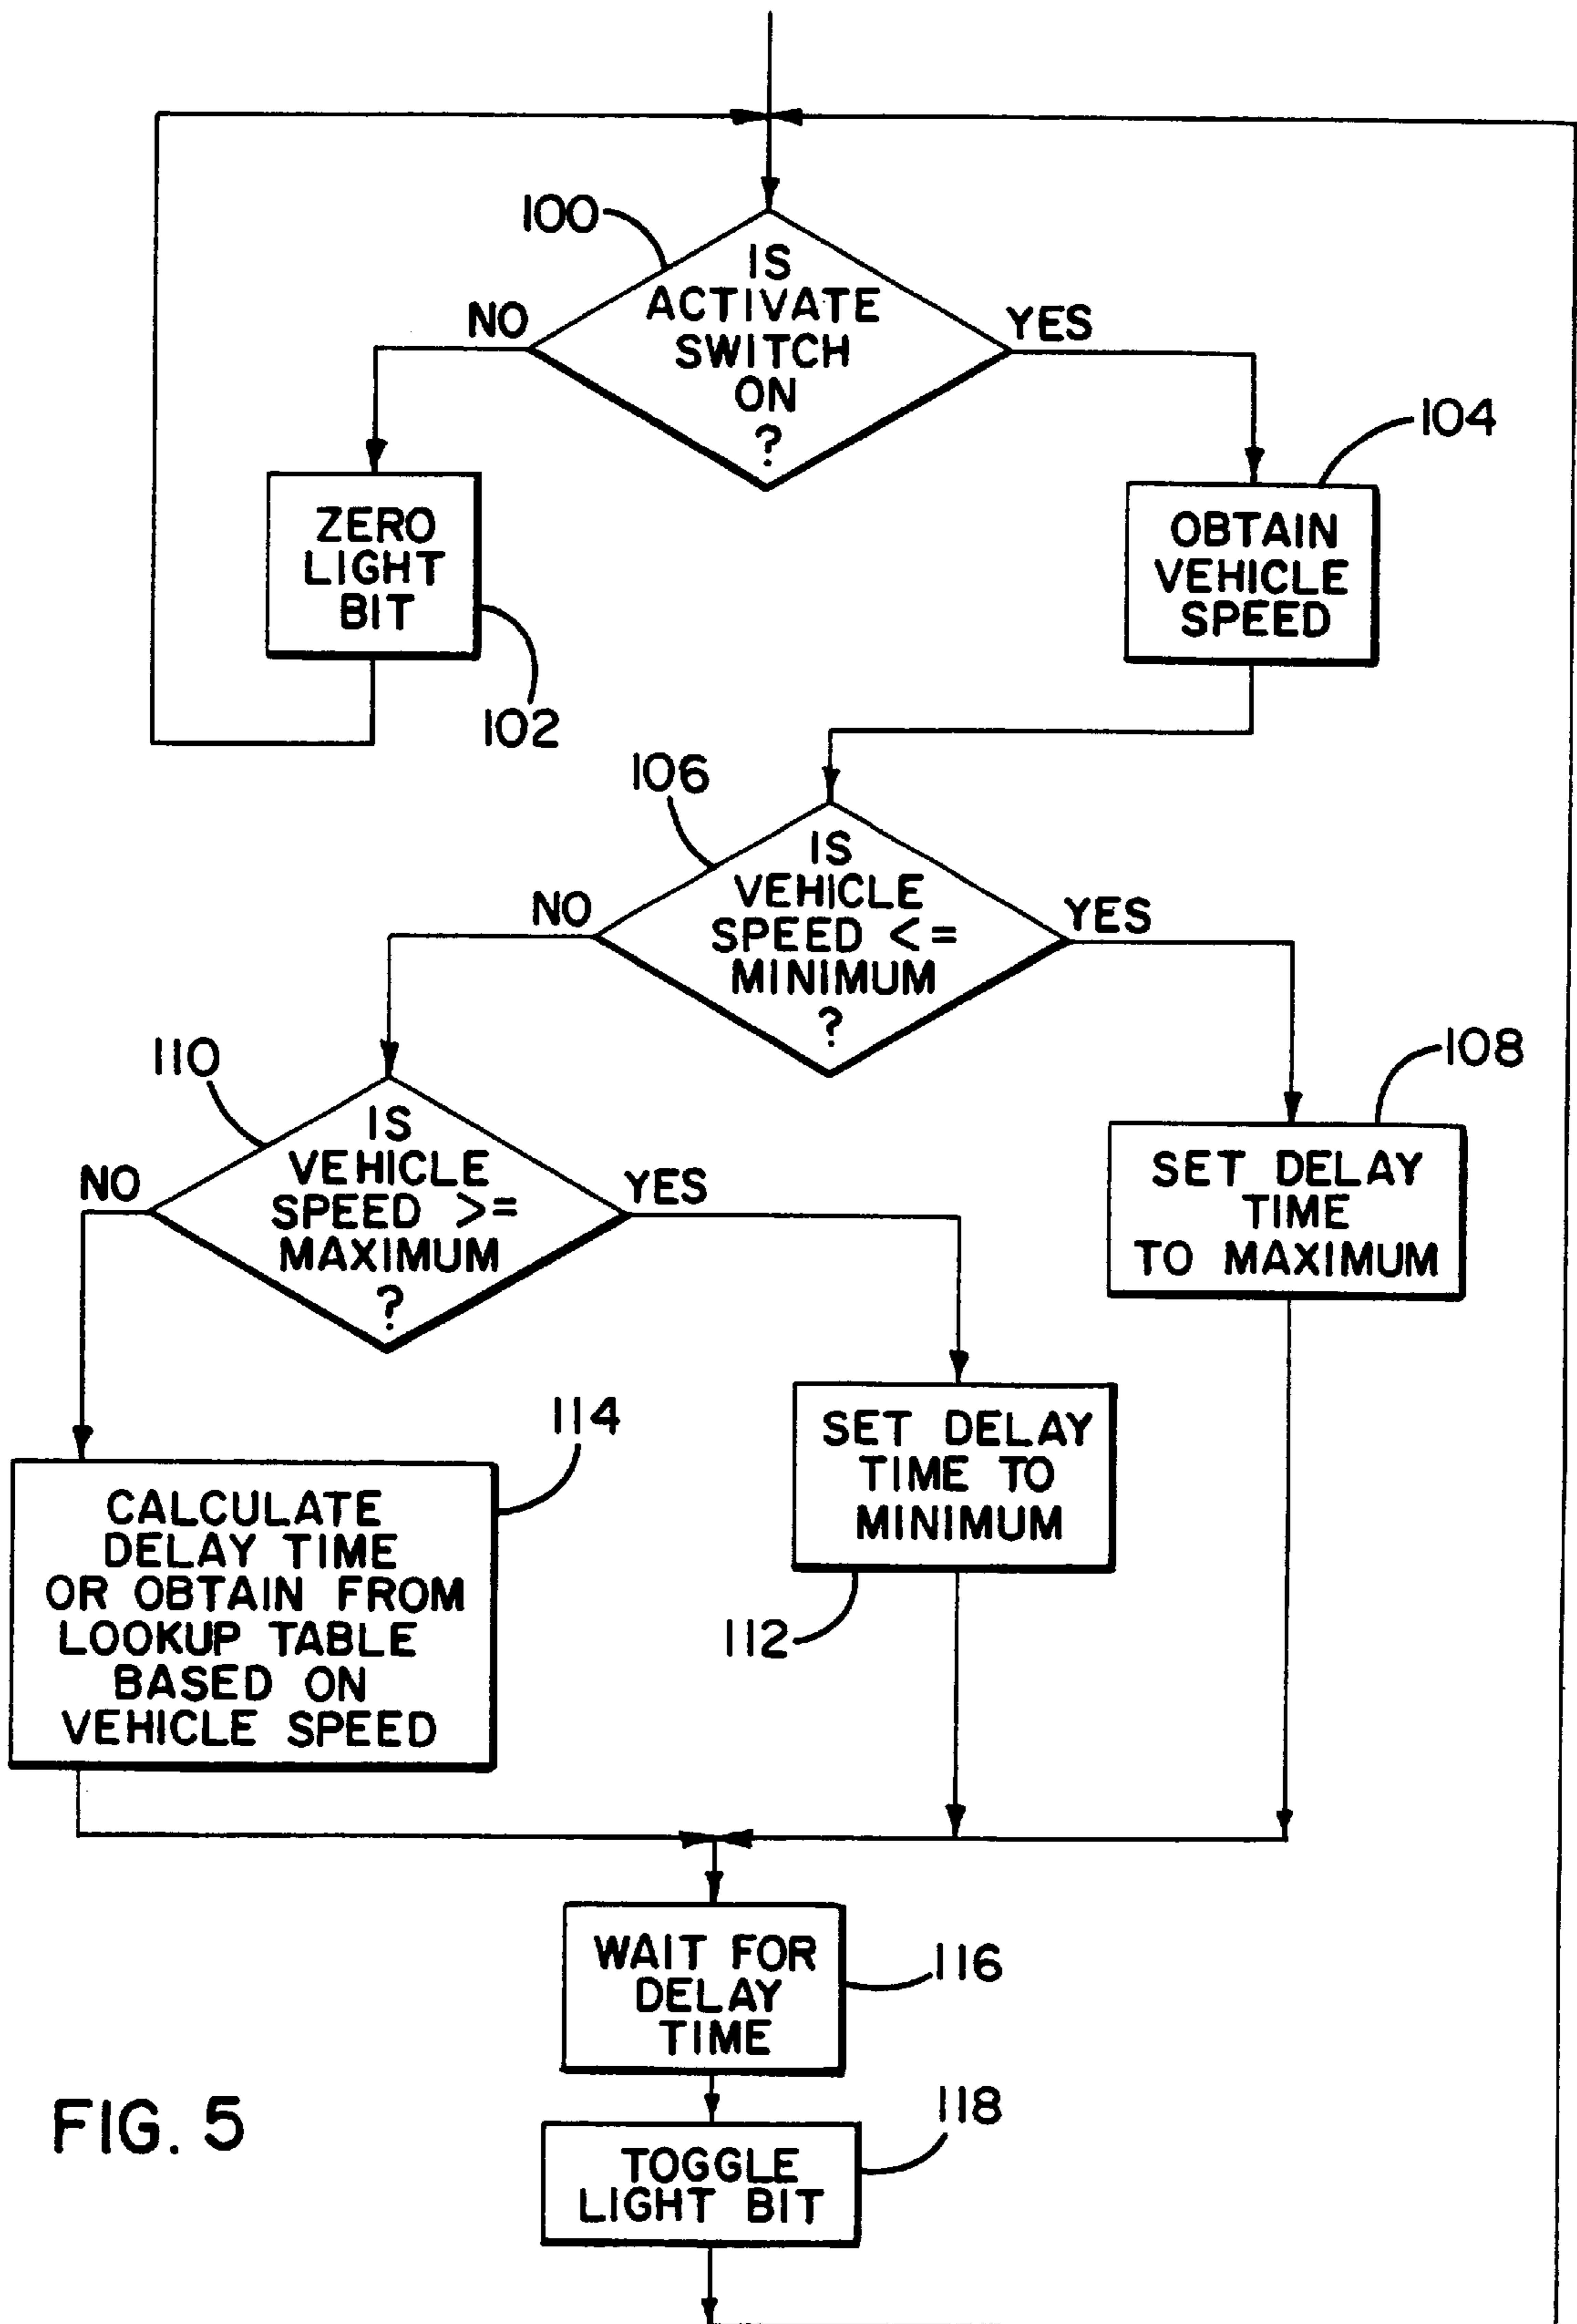 100
IS
ACTIVATE
SWITCH
ON
?
NO
YES
104
ZERO
LIGHT
BIT
102
OBTAIN
VEHICLE
SPEED
106
IS
VEHICLE
SPEED <=
MINIMUM
?
NO
YES
110
IS
VEHICLE
SPEED >=
MAXIMUM
?
NO
YES
108
SET DELAY
TIME
TO MAXIMUM
114
CALCULATE
DELAY TIME
OR OBTAIN FROM
LOOKUP TABLE
BASED ON
VEHICLE SPEED
SET DELAY
TIME TO
MINIMUM
112
WAIT FOR
DELAY
TIME
116
TOGGLE
LIGHT BIT
118
FIG. 5